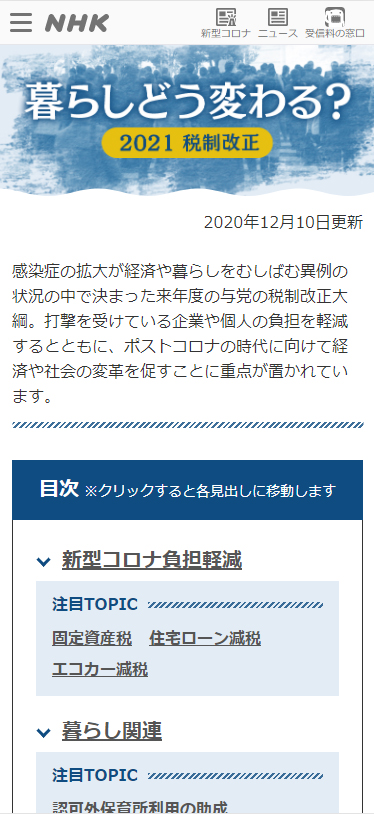 NHK
新型コロナ ニュース 受信料の窓口
暮らしどう変わる?
2021 税制改正
2020年12月10日更新
感染症の拡大が経済や暮らしをむしばむ異例の
状況の中で決まった来年度の与党の税制改正大
綱。打撃を受けている企業や個人の負担を軽減
するとともに、ポストコロナの時代に向けて経
済や社会の変革を促すことに重点が置かれてい
ます。
目次 ※クリックすると各見出しに移動します
新型コロナ負担軽減
注目TOPIC
固定資産税 住宅ローン減税
エコカー減税
暮らし関連
注目TOPIC
認可外保育所利用の助成